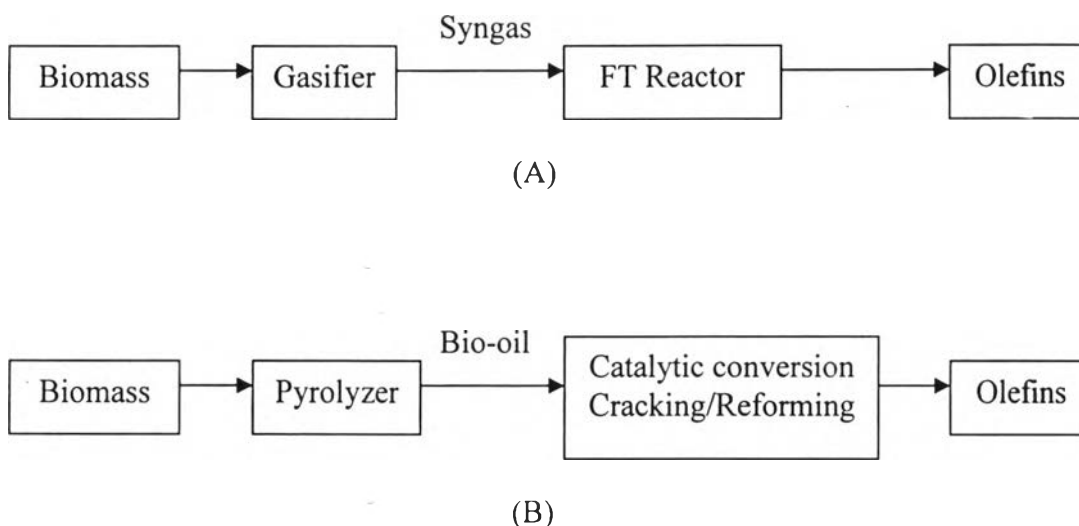 Syngas
Biomass
Gasifier
FT Reactor
Olefins
(A)
Bio-oil
Biomass
Pyrolyzer
Catalytic conversion
Cracking/Reforming
Olefins
(B)